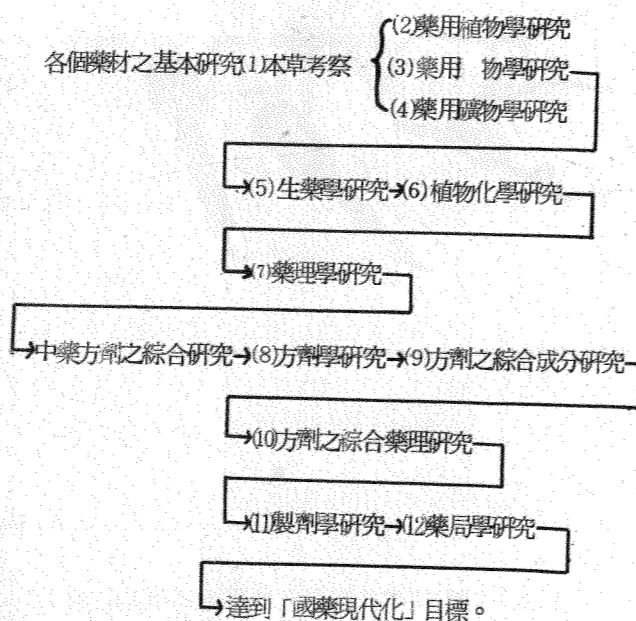 (2)藥用植物學研究
各個藥材之基本研究(1)本草考察
(3)藥用 物學研究
(4)藥用礦物學研究
(5)生藥學研究→(6)植物化學研究
(7)藥理學研究
中藥方劑之綜合研究→(8)方劑學研究→(9)方劑之綜合成分研究
(10)方劑之綜合藥理研究
(11)製劑學研究→(12)藥局學研究
達到「國藥現代化」目標。